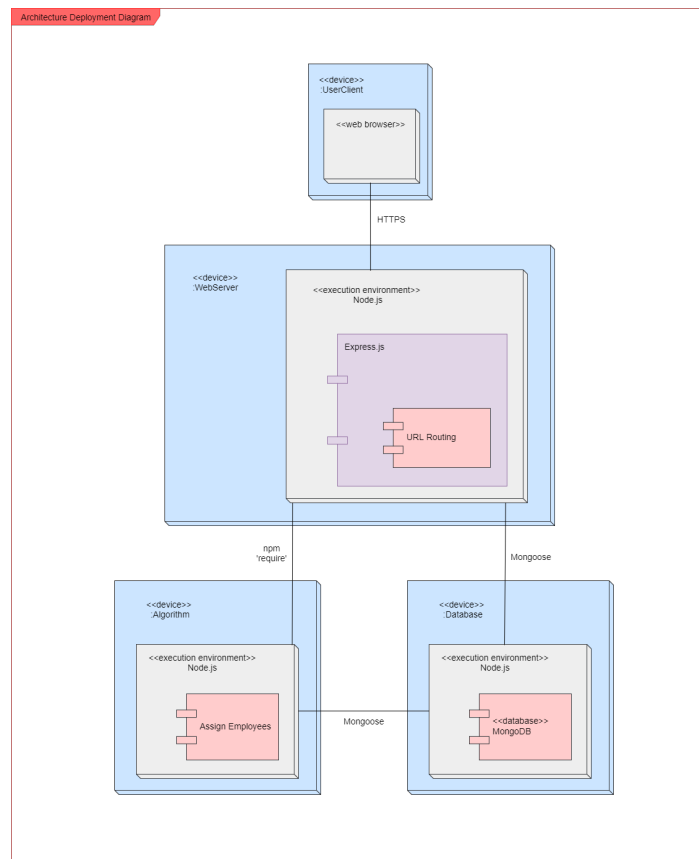 Architecture Deployment Diagram
<<device>>
:UserClient
<<web browser>>
HTTPS
<<device>>
:WebServer
<<execution environment>>
Node.js
Express.js
URL Routing
npm
'require'
Mongoose
<<device>>
:Algorithm
<<execution environment>>
Node.js
Assign Employees
Mongoose
<<device>>
:Database
<<execution environment>>
Node.js
<<database>>
MongoDB